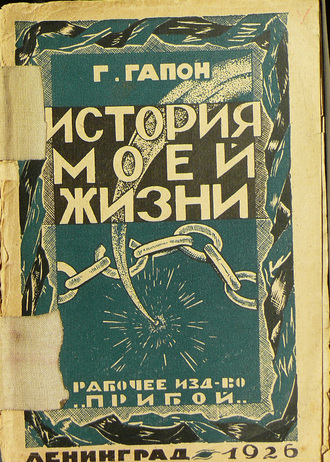 Г. ГАПОН
ИСТОРИЯ
МОЕЙ
ЖИЗНИ
РАБОЧЕЕ ИЗД-ВО
„ПРИБОЙ„
ЛЕНИНГРАД 1926